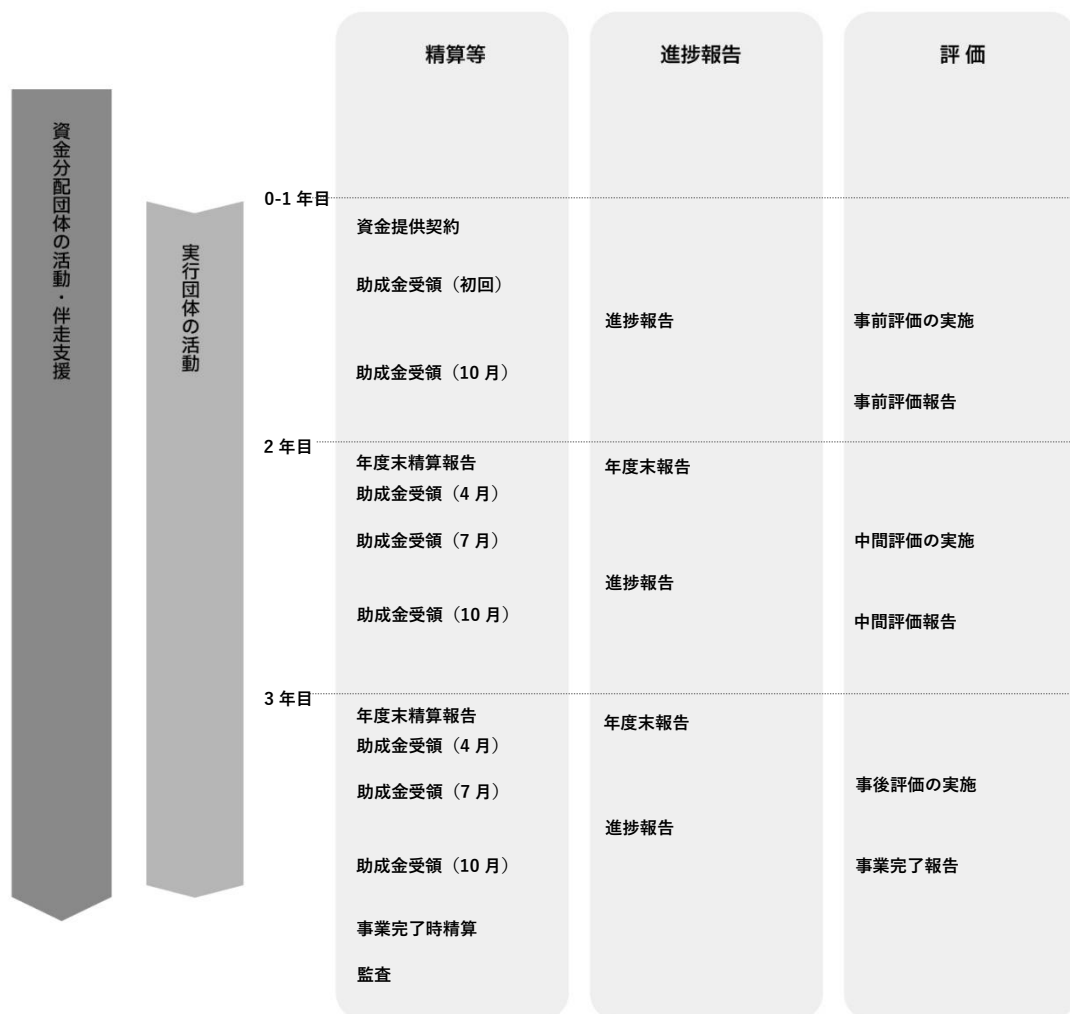 精算等
進捗報告
評 価
資金分配団体の活動・伴走支援
実行団体の活動
0-1 年目
資金提供契約
助成金受領（初回）
進捗報告
事前評価の実施
助成金受領（10 月）
事前評価報告
2 年目
年度末精算報告
年度末報告
助成金受領（4 月）
助成金受領（7 月）
中間評価の実施
進捗報告
助成金受領（10 月）
中間評価報告
3 年目
年度末精算報告
年度末報告
助成金受領（4 月）
助成金受領（7 月）
事後評価の実施
進捗報告
助成金受領（10 月）
事業完了報告
事業完了時精算
監査